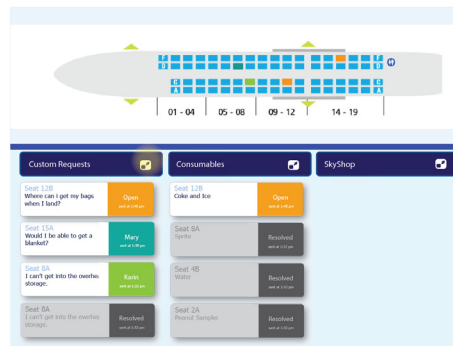 F
D
F
D
C
A
C
A
01 - 04
05 - 08
09 - 12
14 - 19
Custom Requests
Consumables
SkyShop
Seat 12B
Where can i get my bags
when I land?
Open
Seat 12B
Coke and Ice
Open
Seat 15A
Would I be able to get a
blanket?
Mary
Seat 8A
Sprite
Resolved
Seat 8A
I can't get into the overhe
storage.
Karin
Seat 4B
Water
Resolved
Seat 8A
I can't get into the overhe
storage.
Resolved
Seat 2A
Peanut Sampler
Resolved